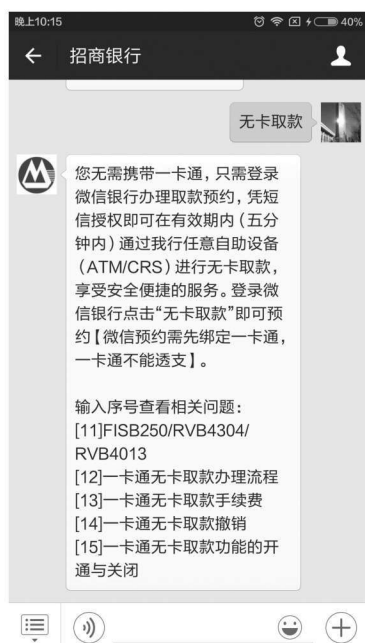 晚上10:15
40%
招商银行
无卡取款
您无需携带一卡通，只需登录
微信银行办理取款预约，凭短
信授权即可在有效期内（五分
钟内）通过我行任意自助设备
（ATM/CRS）进行无卡取款，
享受安全便捷的服务。登录微
信银行点击“无卡取款”即可预
约【微信预约需先绑定一卡通，
一卡通不能透支】。
输入序号查看相关问题：
[11]FISB250/RVB4304/
RVB4013
[12]一卡通无卡取款办理流程
[13]一卡通无卡取款手续费
[14]一卡通无卡取款撤销
[15]一卡通无卡取款功能的开
通与关闭